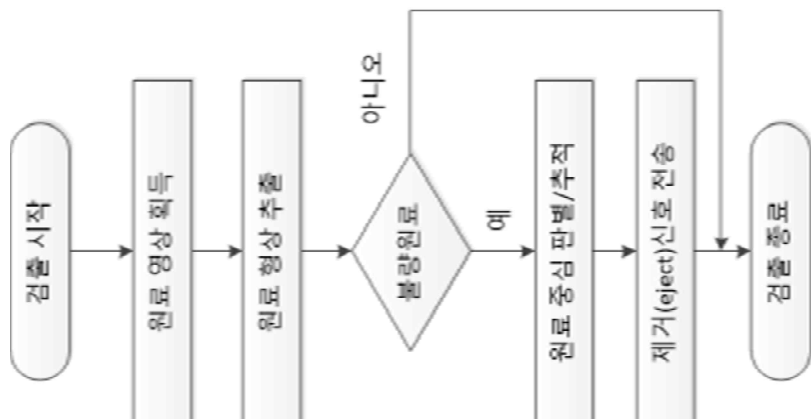 검출 시작
원료 영상 획득
원료 형상 추출
불량원료
아니오
예
원료 중심 판별/추적
제거(eject)신호 전송
검출 종료